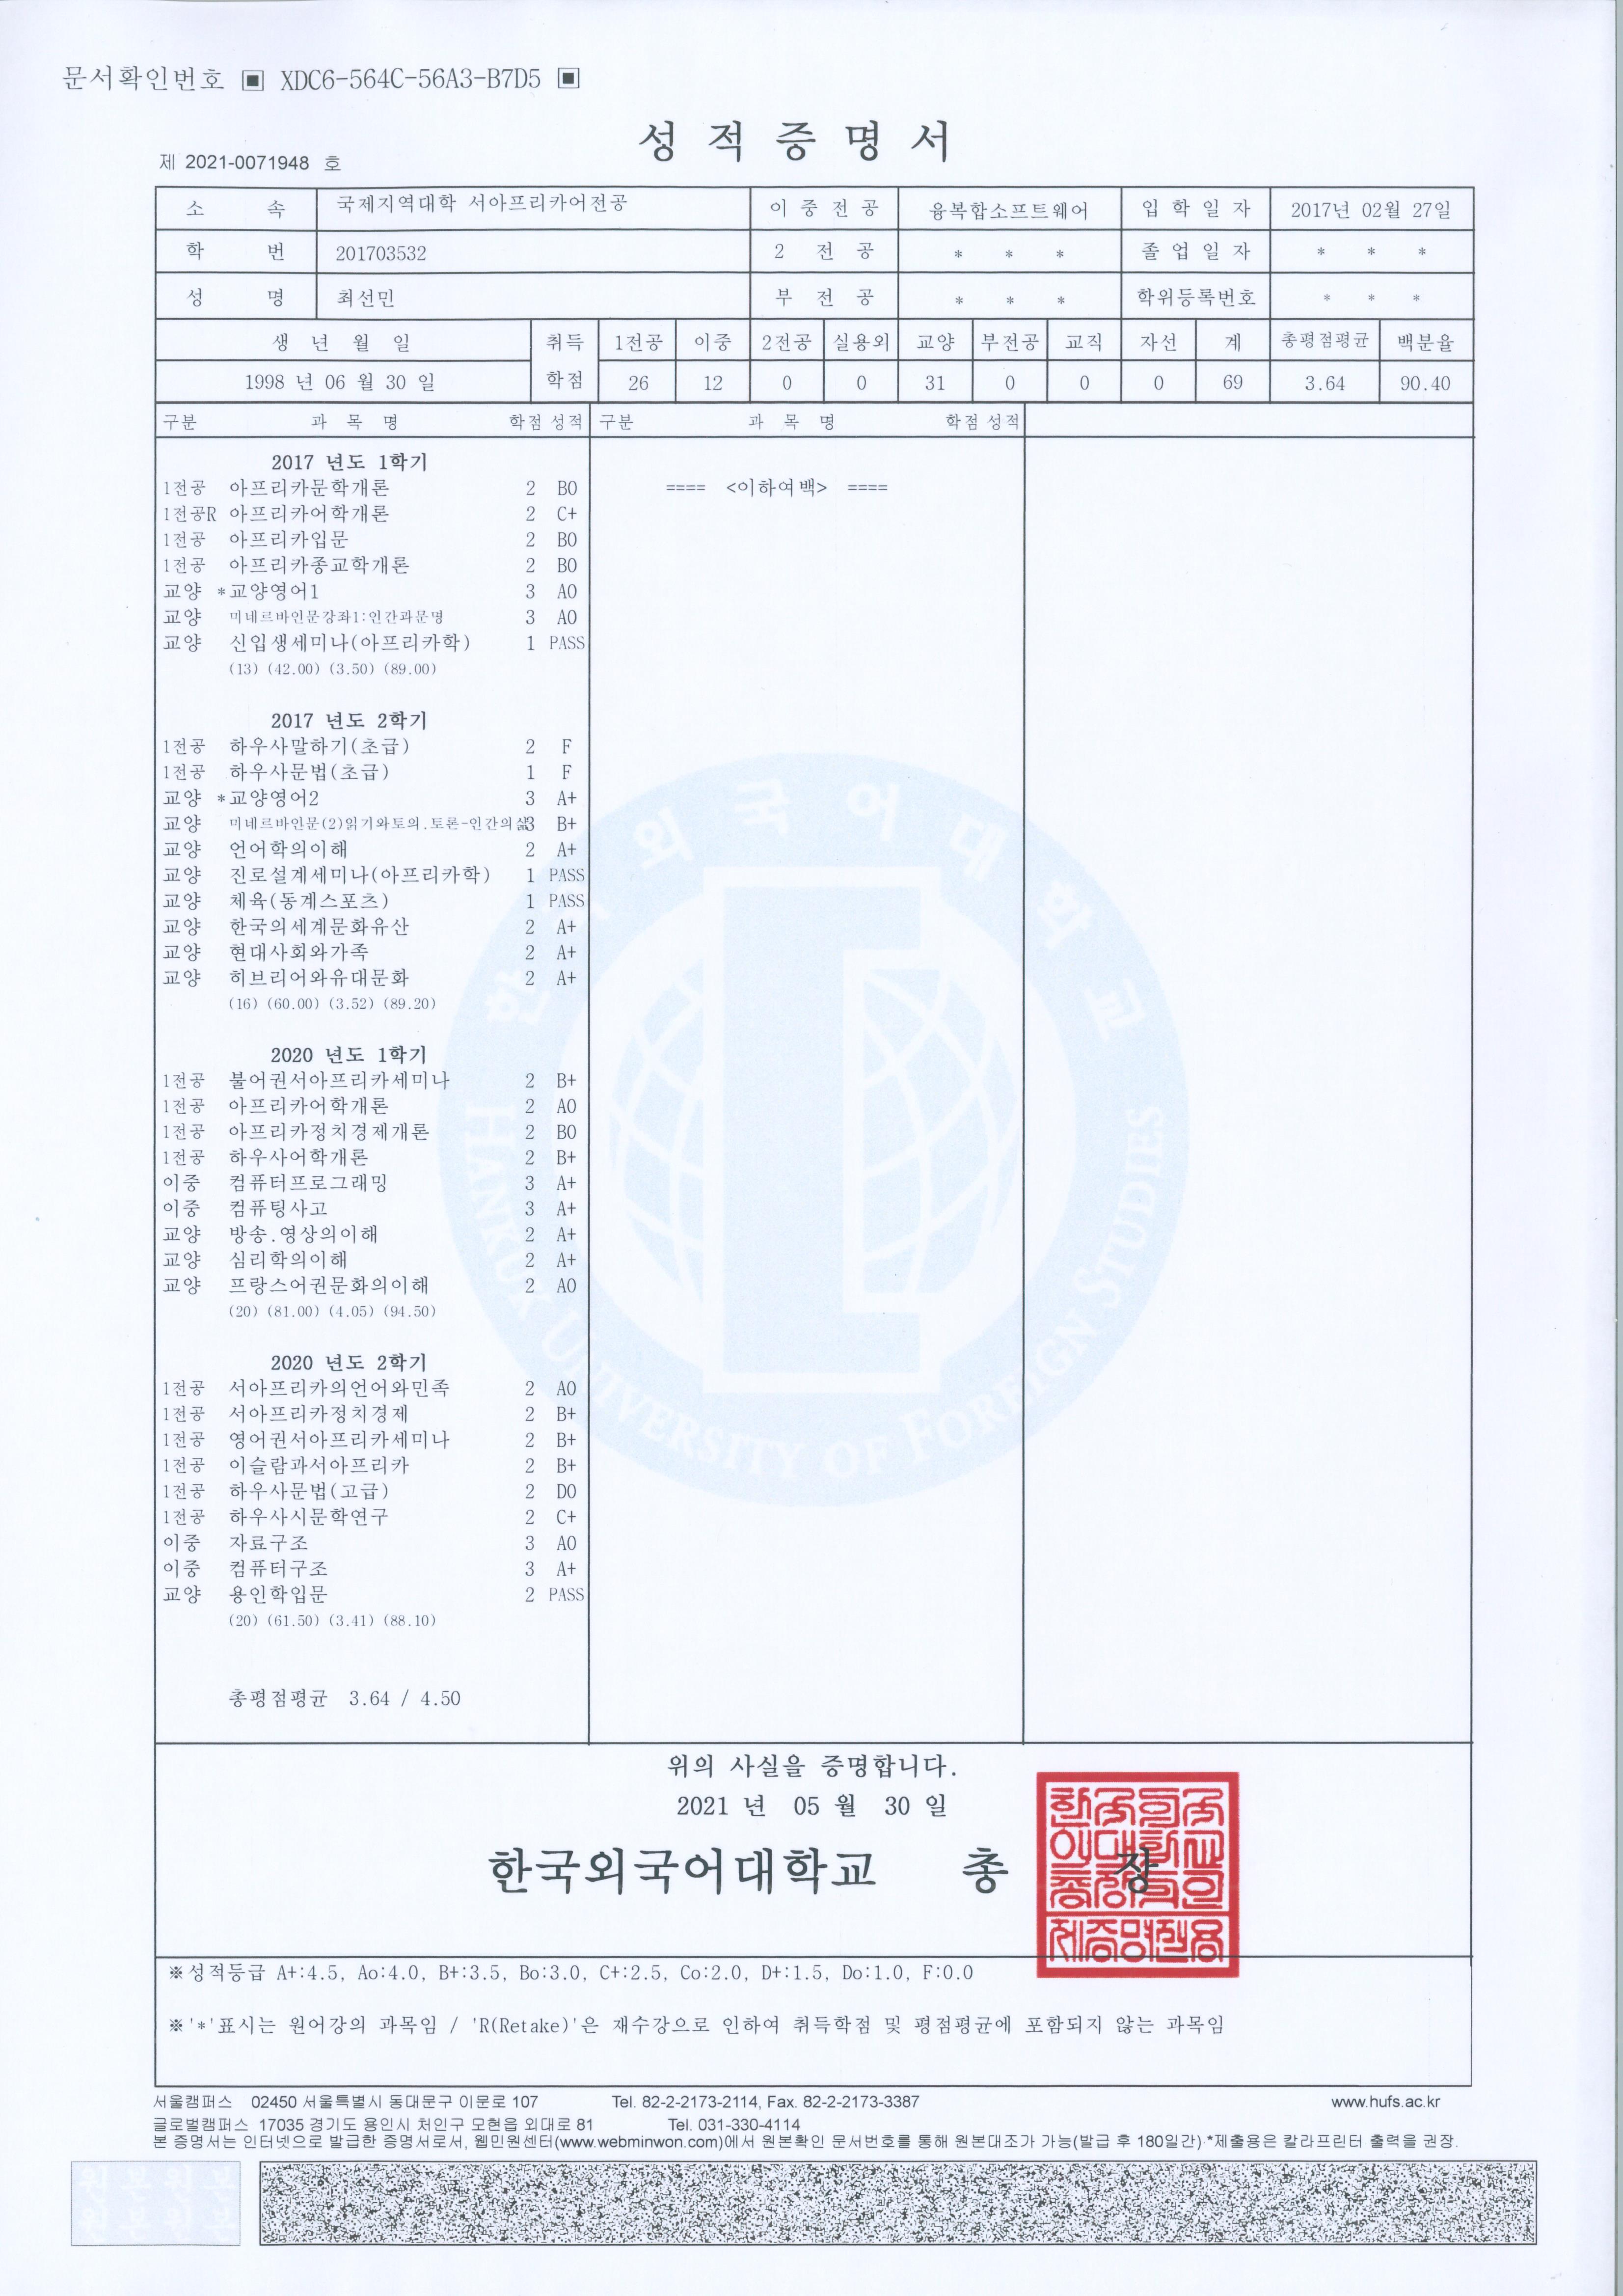 문서확인번호 ▣ XDC6-564C-56A3-B7D5 ▣
성 적 증 명 서
제 2021-0071948 호
소 속 국제지역대학 서아프리카어전공 이 중 전 공 융복합소프트웨어 입 학 일 자 2017년 02월 27일
학 번 201703532 2 전 공 * * * 졸 업 일 자 * * *
성 명 최선민 부 전 공 * * * 학위등록번호 * * *
생 년 월 일 취득 1전공 이중 2전공 실용외 교양 부전공 교직 자선 계 총평점평균 백분율
1998 년 06 월 30 일 학점 26 12 0 0 31 0 0 0 69 3.64 90.40
구분 과 목 명 학점 성적 구분 과 목 명 학점 성적
2017 년도 1학기
1전공 아프리카문학개론 2 B0 ==== <이하여백> ====
1전공R 아프리카어학개론 2 C+
1전공 아프리카입문 2 B0
1전공 아프리카종교학개론 2 B0
교양 *교양영어1 3 A0
교양 미네르바인문강좌1:인간과문명 3 A0
교양 신입생세미나(아프리카학) 1 PASS
(13) (42.00) (3.50) (89.00)
2017 년도 2학기
1전공 하우사말하기(초급) 2 F
1전공 하우사문법(초급) 1 F
교양 *교양영어2 3 A+
교양 미네르바인문(2)읽기와토의.토론-인간의삶 3 B+
교양 언어학의이해 2 A+
교양 진로설계세미나(아프리카학) 1 PASS
교양 체육(동계스포츠) 1 PASS
교양 한국의세계문화유산 2 A+
교양 현대사회와가족 2 A+
교양 히브리어와유대문화 2 A+
(16) (60.00) (3.52) (89.20)
2020 년도 1학기
1전공 불어권서아프리카세미나 2 B+
1전공 아프리카어학개론 2 A0
1전공 아프리카정치경제개론 2 B0
1전공 하우사어학개론 2 B+
이중 컴퓨터프로그래밍 3 A+
이중 컴퓨팅사고 3 A+
교양 방송.영상의이해 2 A+
교양 심리학의이해 2 A+
교양 프랑스어권문화의이해 2 A0
(20) (81.00) (4.05) (94.50)
2020 년도 2학기
1전공 서아프리카의언어와민족 2 A0
1전공 서아프리카정치경제 2 B+
1전공 영어권서아프리카세미나 2 B+
1전공 이슬람과서아프리카 2 B+
1전공 하우사문법(고급) 2 D0
1전공 하우사시문학연구 2 C+
이중 자료구조 3 A0
이중 컴퓨터구조 3 A+
교양 용인학입문 2 PASS
(20) (61.50) (3.41) (88.10)
총평점평균 3.64 / 4.50
한국외국어대학교
HANKUK UNIVERSITY OF FOREIGN STUDIES
위의 사실을 증명합니다.
2021 년 05 월 30 일
한국외국어대학교 총 장
제증명전용
※성적등급 A+:4.5, Ao:4.0, B+:3.5, Bo:3.0, C+:2.5, Co:2.0, D+:1.5, Do:1.0, F:0.0
※'*'표시는 원어강의 과목임 / 'R(Retake)'은 재수강으로 인하여 취득학점 및 평점평균에 포함되지 않는 과목임
서울캠퍼스 02450 서울특별시 동대문구 이문로 107 Tel. 82-2-2173-2114, Fax. 82-2-2173-3387 www.hufs.ac.kr
글로벌캠퍼스 17035 경기도 용인시 처인구 모현읍 외대로 81 Tel. 031-330-4114
본 증명서는 인터넷으로 발급한 증명서로서, 웹민원센터(www.webminwon.com)에서 원본확인 문서번호를 통해 원본대조가 가능(발급 후 180일간) *제출용은 칼라프린터 출력을 권장.